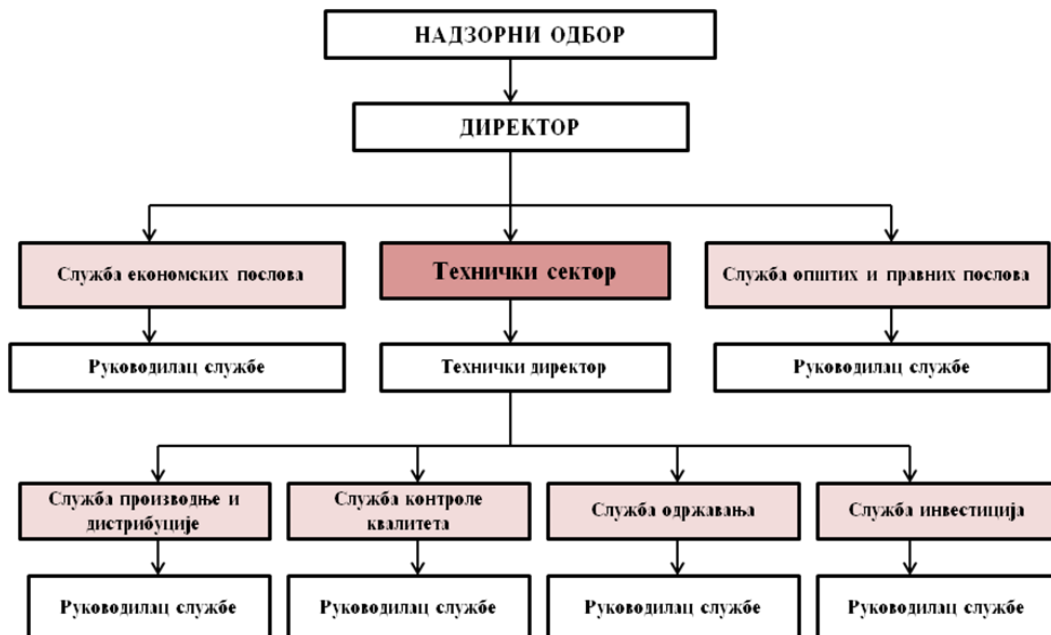 НАДЗОРНИ ОДБОР
ДИРЕКТОР
Служба економских послова
Технички сектор
Служба општих и правних послова
Руководилац службе
Технички директор
Руководилац службе
Служба производње и
дистрибуције
Служба контроле
квалитета
Служба одржавања
Служба инвестиција
Руководилац службе
Руководилац службе
Руководилац службе
Руководилац службе